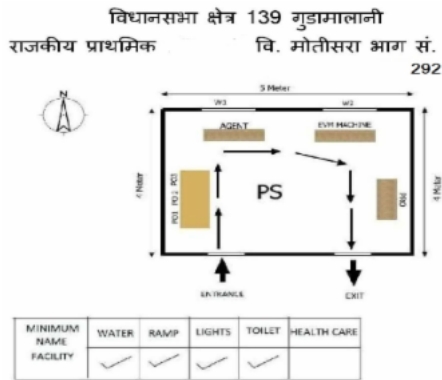 विधानसभा क्षेत्र 139 गुडामालानी
राजकीय प्राथमिक वि. मोतीसरा भाग सं.
292
5 Meter
N
W1 W2
AGENT EVM MACHINE
4 Meter
PO1 PO2 PO3
PS
PRO
4 Meter
ENTRANCE EXIT
MINIMUM NAME FACILITY WATER RAMP LIGHTS TOILET HEALTH CARE